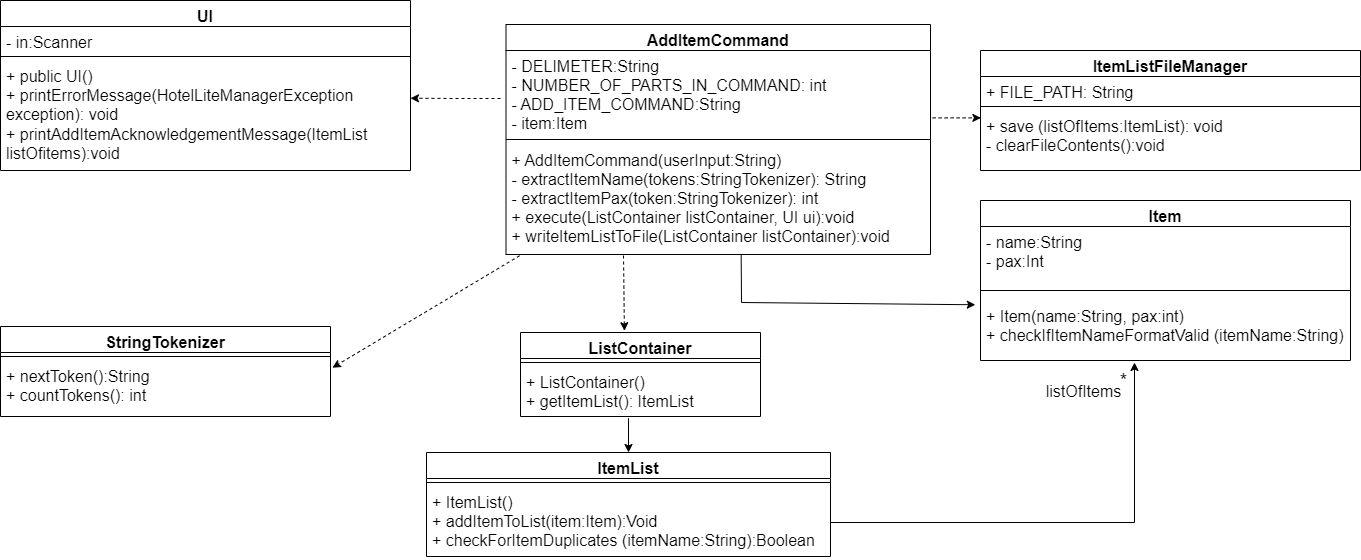 UI
- in:Scanner
+ public UI()
+ printErrorMessage(HotelLiteManagerException
exception): void
+ printAddItemAcknowledgementMessage(ItemList
listOfitems):void
AddItemCommand
- DELIMETER:String
- NUMBER_OF_PARTS_IN_COMMAND: int
- ADD_ITEM_COMMAND:String
- item:Item
+ AddItemCommand(userInput:String)
- extractItemName(tokens:StringTokenizer): String
- extractItemPax(token:StringTokenizer): int
+ execute(ListContainer listContainer, UI ui):void
+ writeItemListToFile(ListContainer listContainer):void
ItemListFileManager
+ FILE_PATH: String
+ save (listOfItems:ItemList): void
- clearFileContents():void
Item
- name:String
- pax:Int
+ Item(name:String, pax:int)
+ checkIfItemNameFormatValid (itemName:String)
StringTokenizer
+ nextToken():String
+ countTokens(): int
ListContainer
+ ListContainer()
+ getItemList(): ItemList
*
listOfItems
ItemList
+ ItemList()
+ addItemToList(item:Item):Void
+ checkForItemDuplicates (itemName:String):Boolean